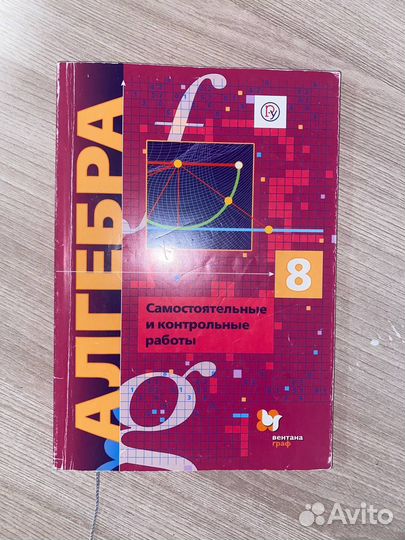 АЛГЕБРА
8
Самостоятельные
и контрольные
работы
вентана
граф
Avito